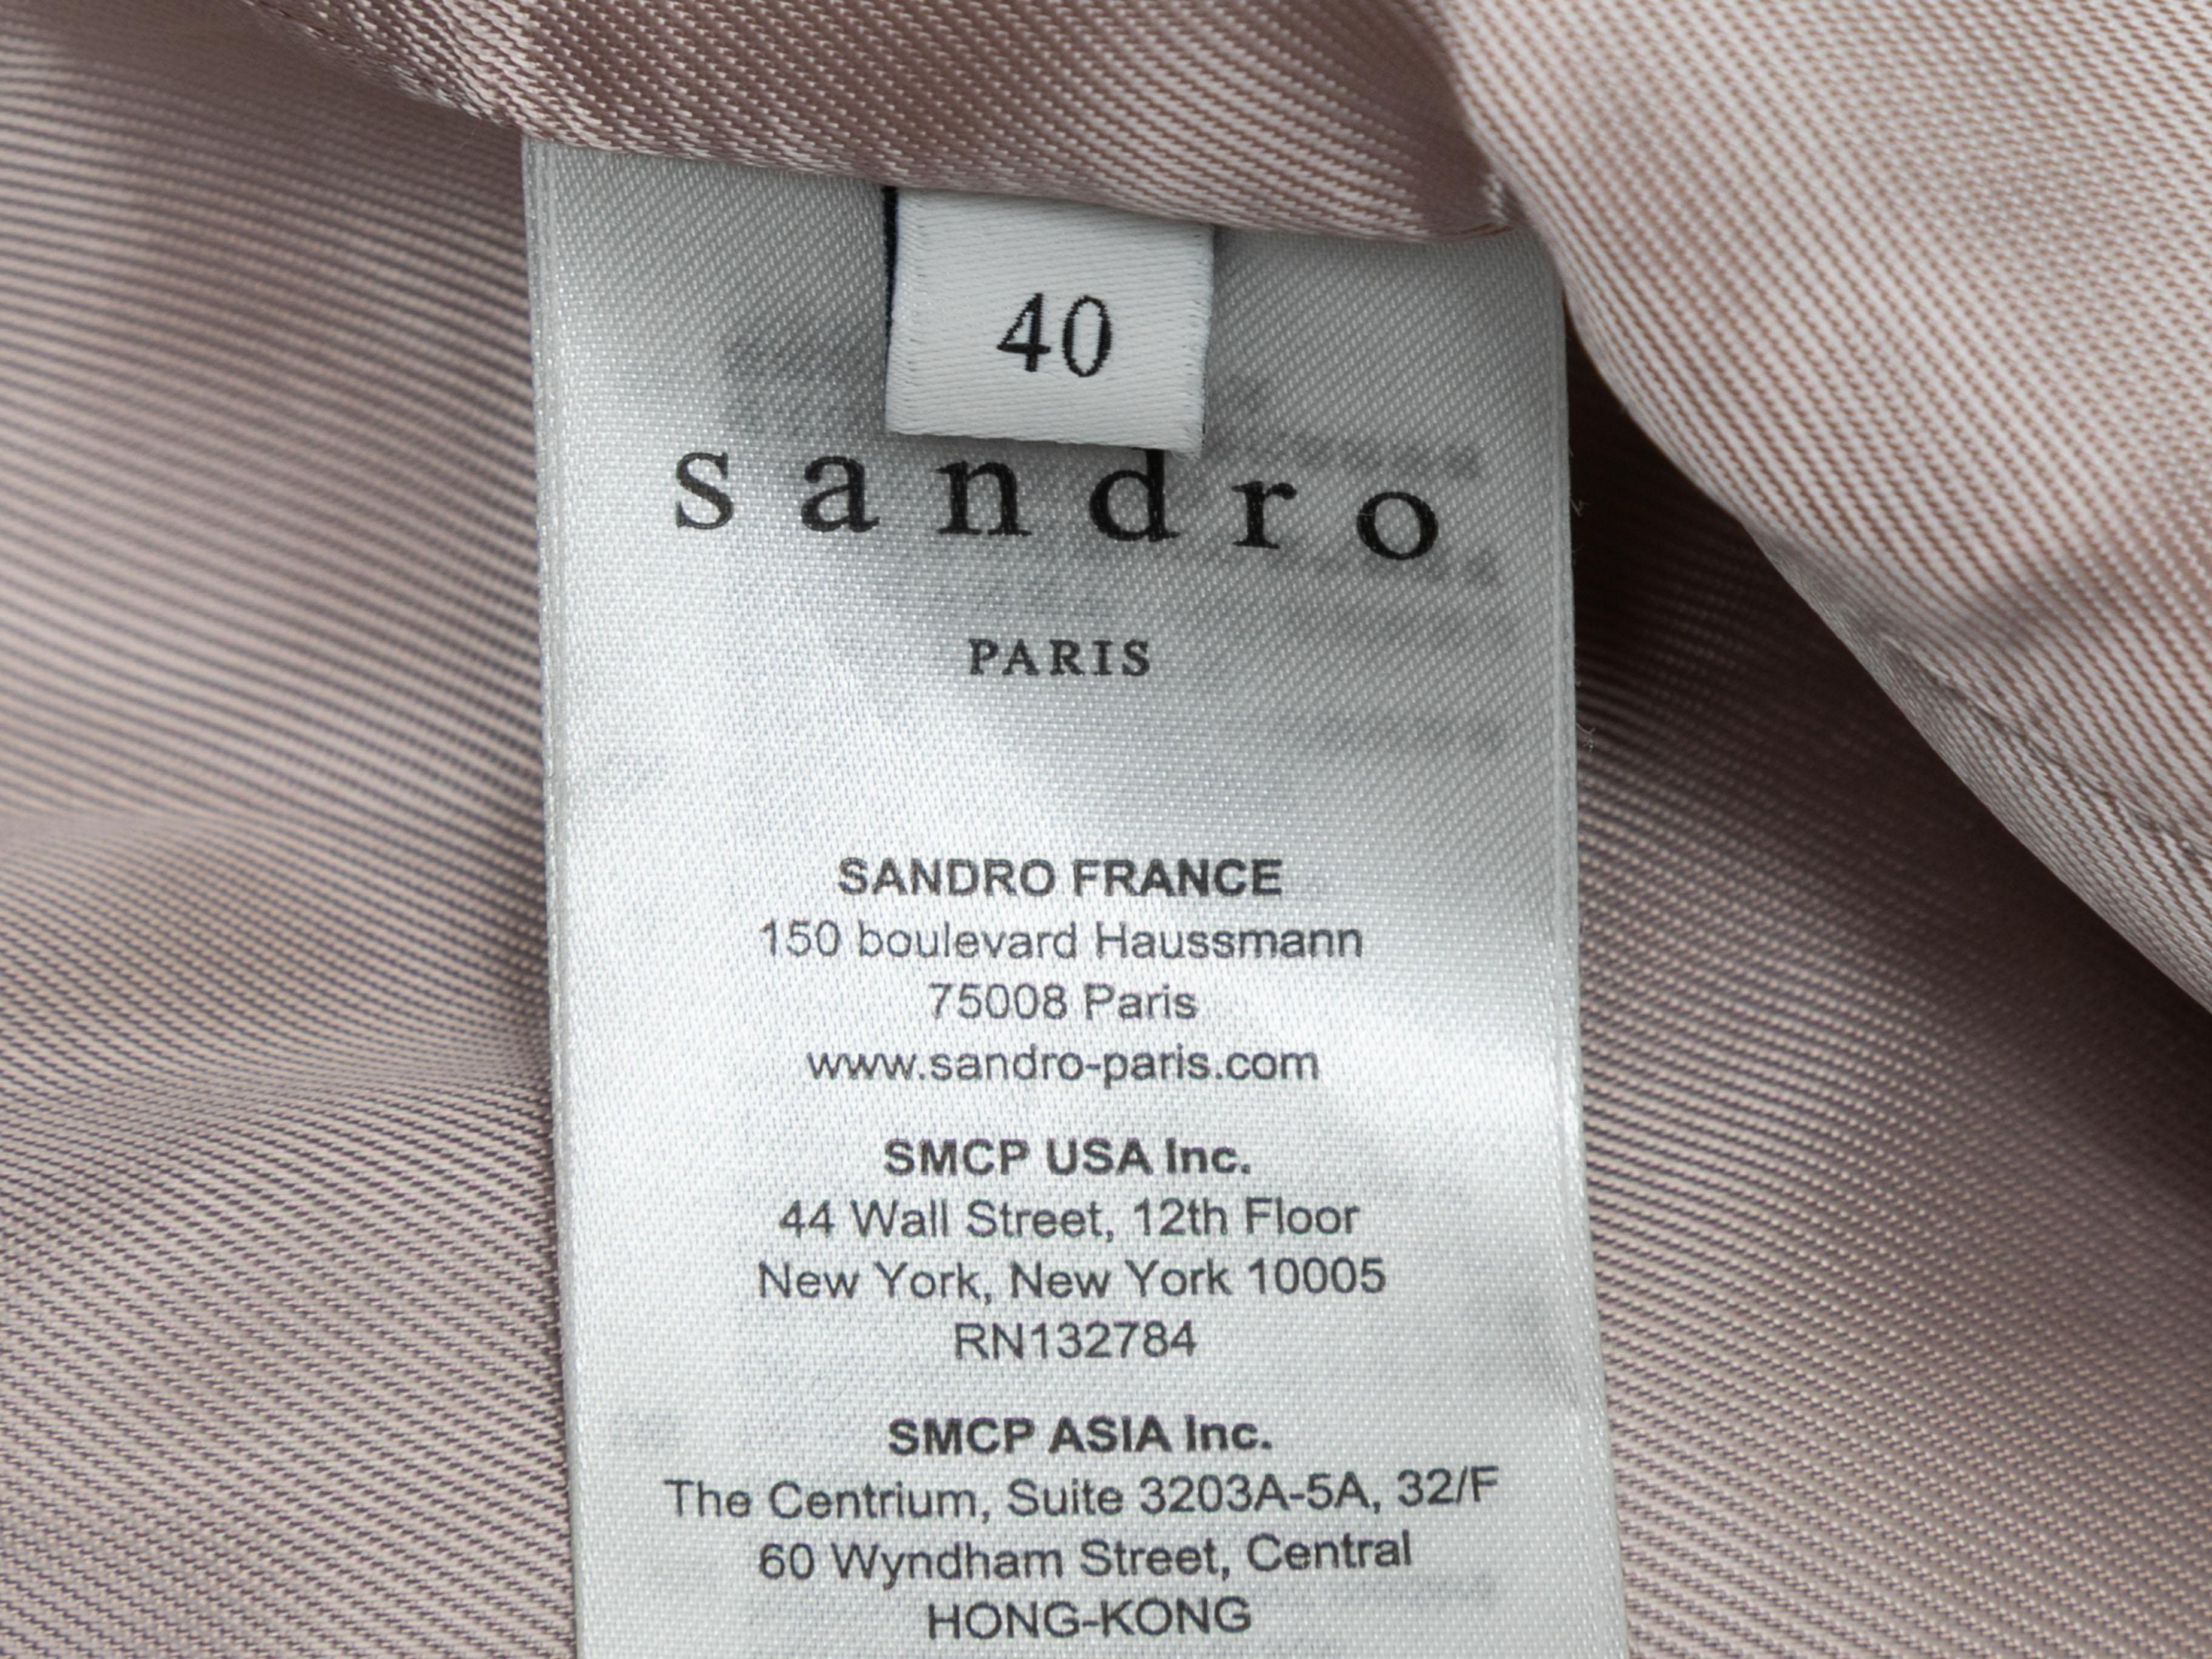 40
sandro
PARIS
SANDRO FRANCE
150 boulevard Haussmann
75008 Paris
www.sandro-paris.com
SMCP USA Inc.
44 Wall Street, 12th Floor
New York, New York 10005
RN132784
SMCP ASIA Inc.
The Centrium, Suite 3203A-5A, 32/F
60 Wyndham Street, Central
HONG-KONG